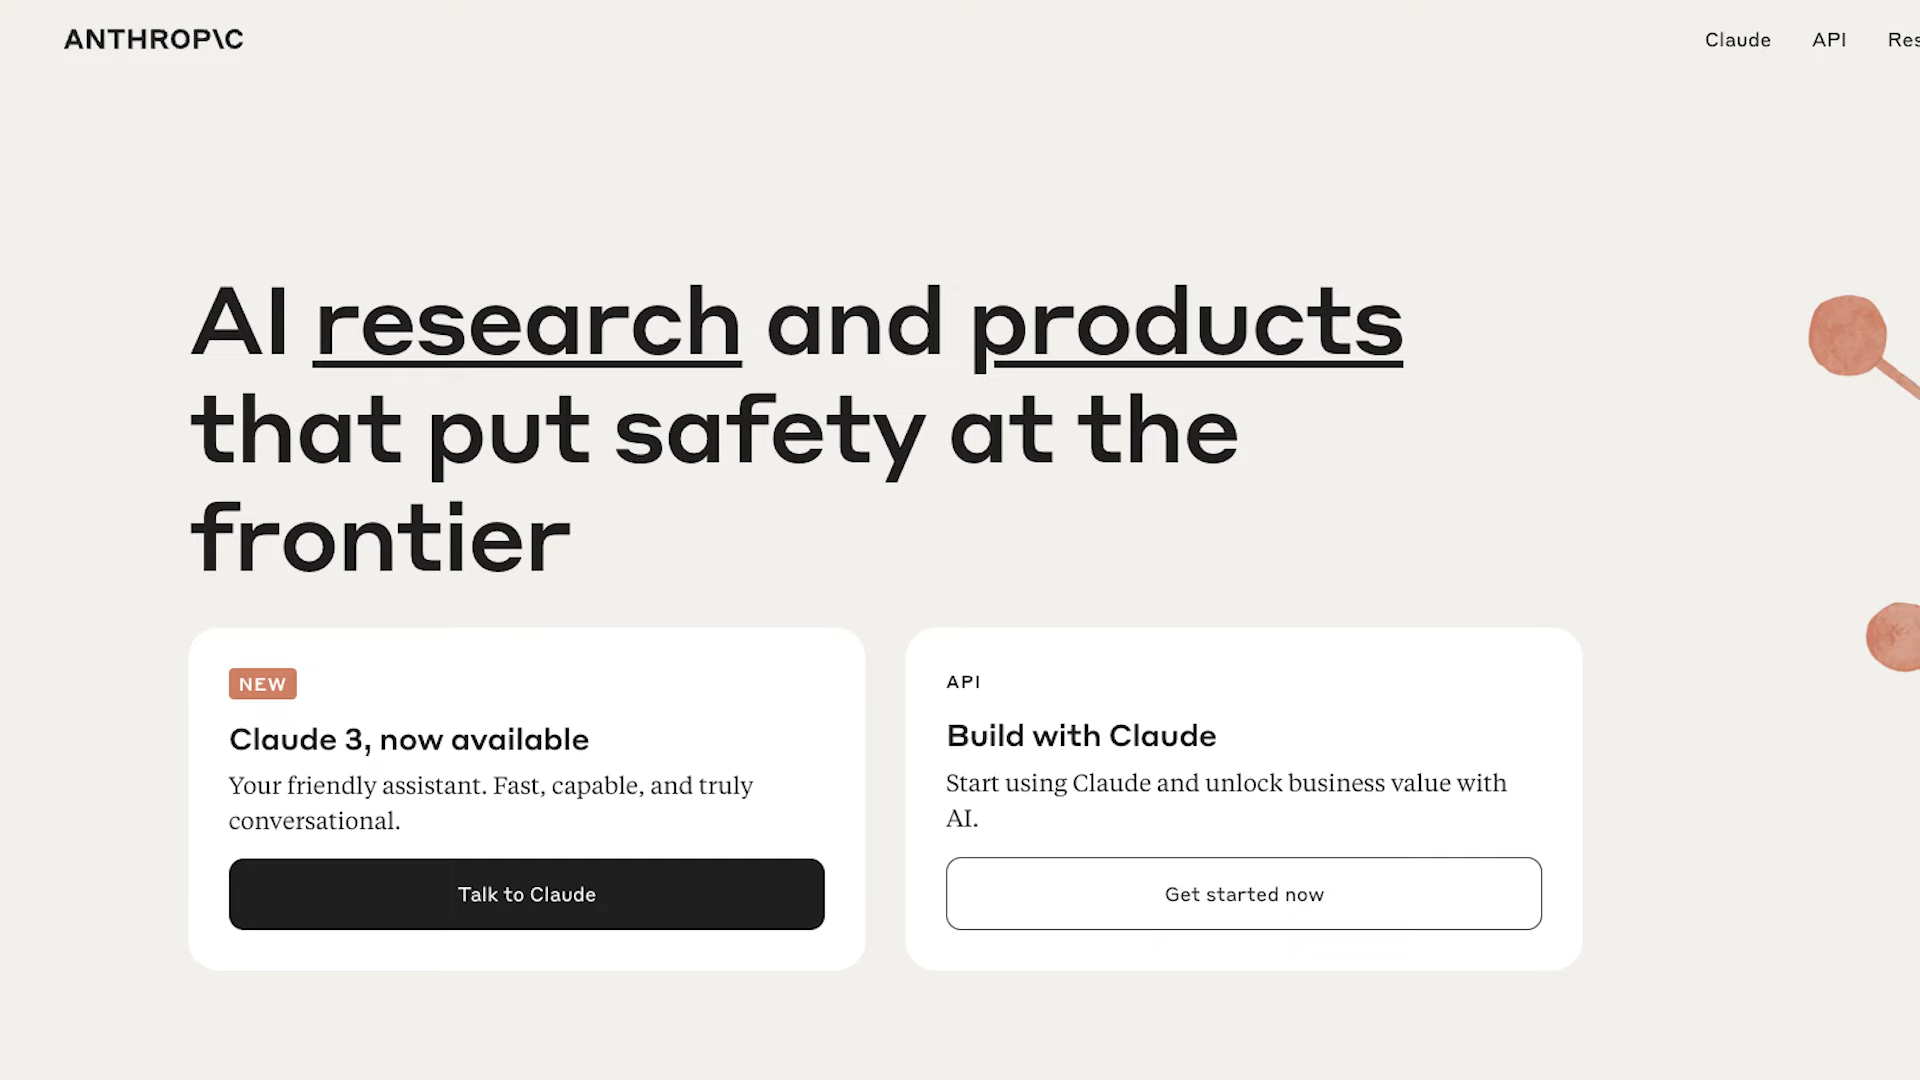 ANTHROP\C
Claude API
AI research and products
that put safety at the
frontier
NEW
Claude 3, now available
Your friendly assistant. Fast, capable, and truly
conversational.
Talk to Claude
API
Build with Claude
Start using Claude and unlock business value with
AI.
Get started now